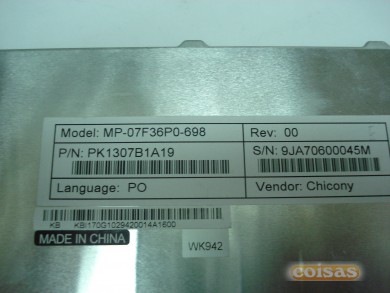 Model: MP-07F36P0-698 Rev: 00
P/N: PK1307B1A19 S/N: 9JA70600045M
Language: PO Vendor: Chicony
KB KBI170G1029420014A1600
MADE IN CHINA
WK942
coisas